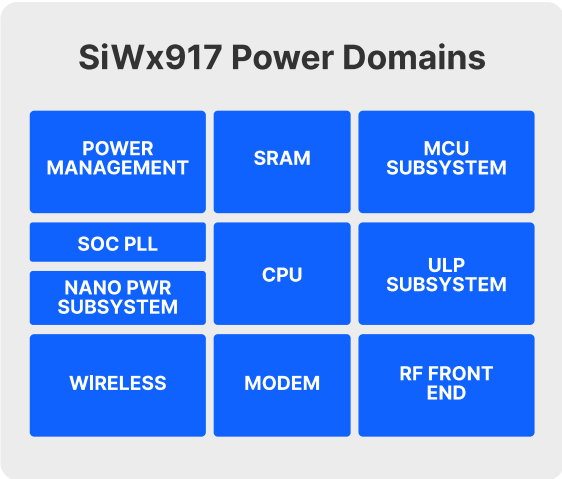 SiWx917 Power Domains
POWER
MANAGEMENT
SRAM
MCU
SUBSYSTEM
SOC PLL
NANO PWR
SUBSYSTEM
CPU
ULP
SUBSYSTEM
WIRELESS
MODEM
RF FRONT
END